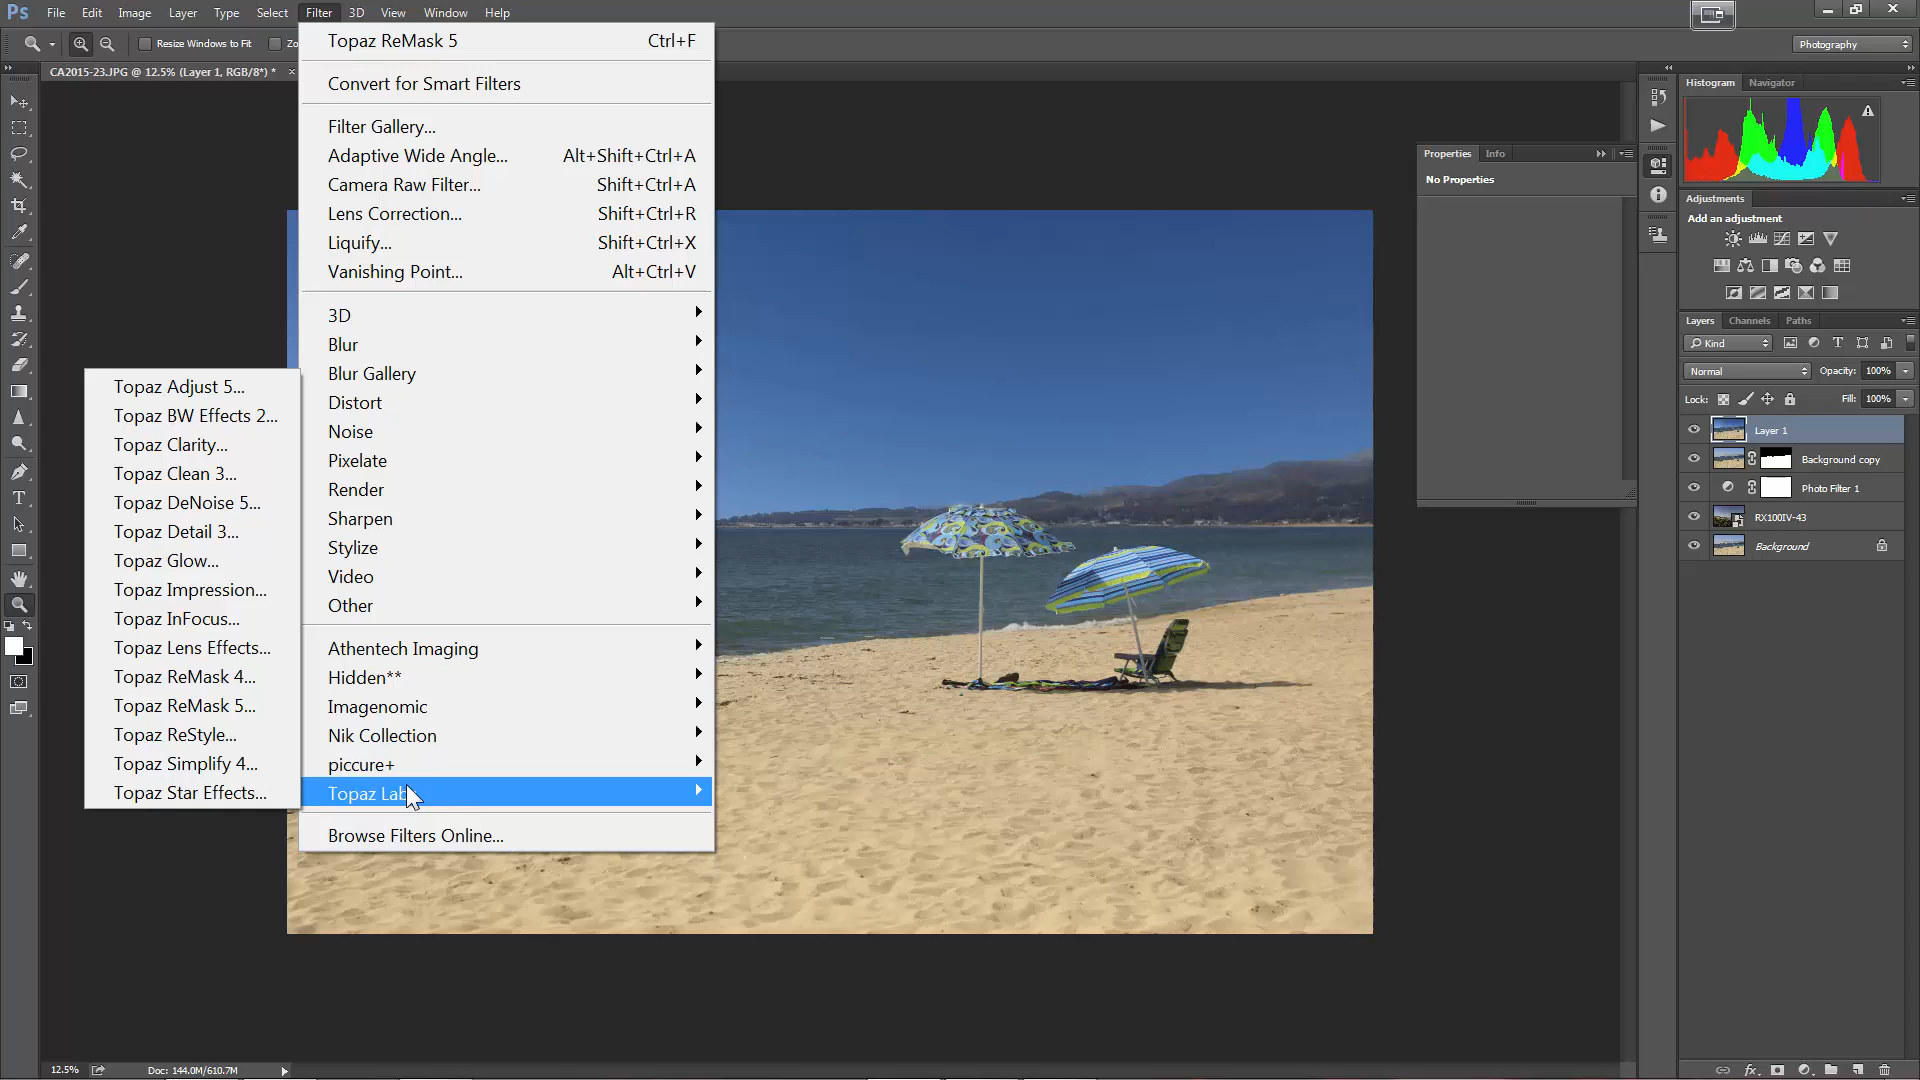 Ps File Edit Image Layer Type Select Filter 3D View Window Help
Resize Windows to Fit Zo
Photography
CA2015-23.JPG @ 12.5% (Layer 1, RGB/8*) * ×
Topaz ReMask 5 Ctrl+F
Convert for Smart Filters
Filter Gallery...
Adaptive Wide Angle... Alt+Shift+Ctrl+A
Camera Raw Filter... Shift+Ctrl+A
Lens Correction... Shift+Ctrl+R
Liquify... Shift+Ctrl+X
Vanishing Point... Alt+Ctrl+V
3D
Blur
Blur Gallery
Distort
Noise
Pixelate
Render
Sharpen
Stylize
Video
Other
Athentech Imaging
Hidden**
Imagenomic
Nik Collection
piccure+
Topaz Lab
Browse Filters Online...
Topaz Adjust 5...
Topaz BW Effects 2...
Topaz Clarity...
Topaz Clean 3...
Topaz DeNoise 5...
Topaz Detail 3...
Topaz Glow...
Topaz Impression...
Topaz InFocus...
Topaz Lens Effects...
Topaz ReMask 4...
Topaz ReMask 5...
Topaz ReStyle...
Topaz Simplify 4...
Topaz Star Effects...
Properties Info
No Properties
Histogram Navigator
Adjustments
Add an adjustment
Layers Channels Paths
Kind
Normal Opacity: 100%
Lock: Fill: 100%
Layer 1
Background copy
Photo Filter 1
RX100IV-43
Background
fx
12.5% Doc: 144.0M/610.7M